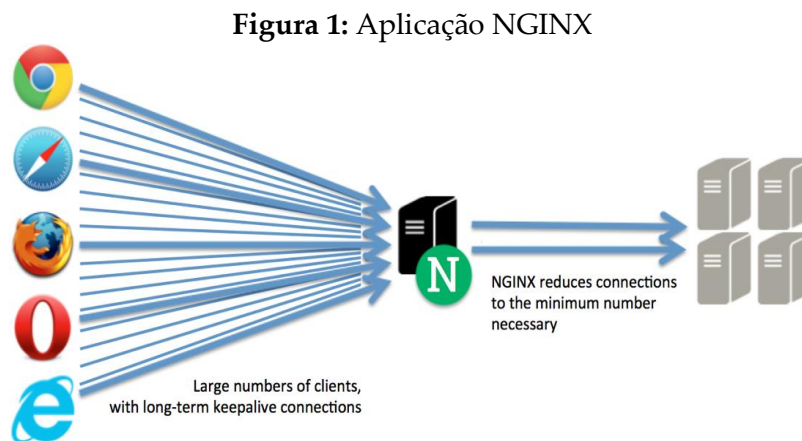 Figura 1: Aplicação NGINX
N
NGINX reduces connections
to the minimum number
necessary
Large numbers of clients,
with long-term keepalive connections